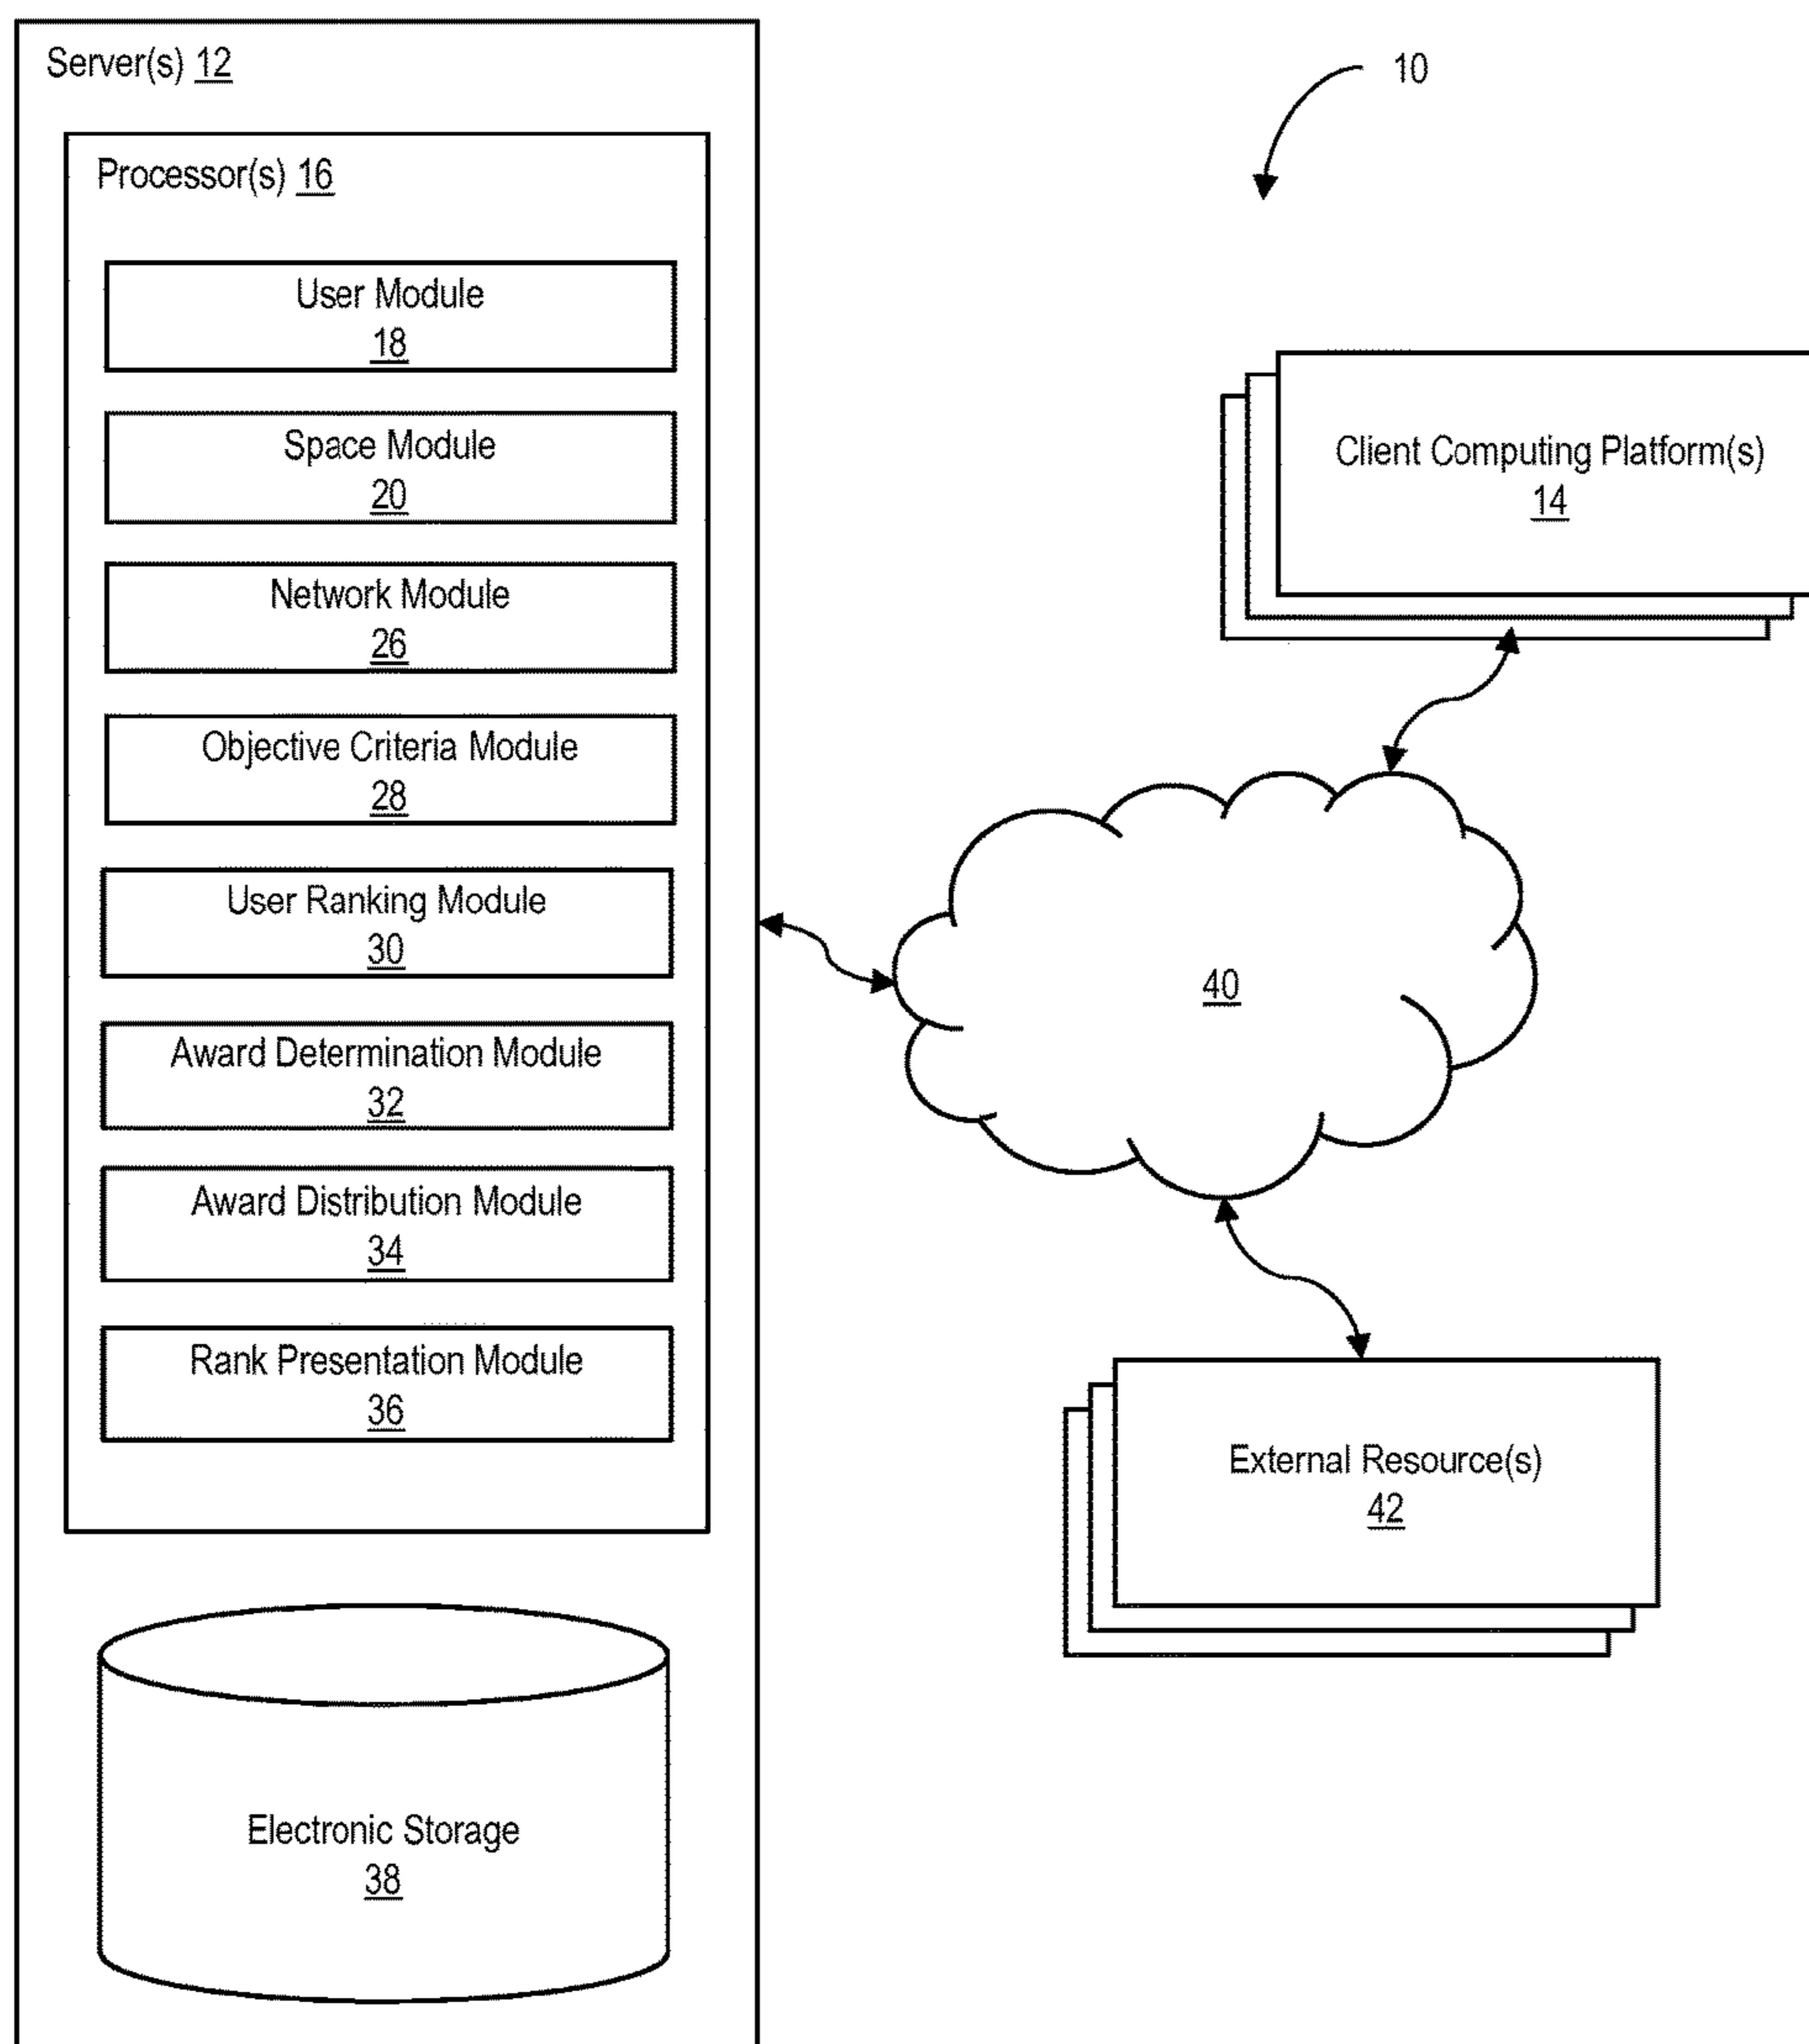 Server(s) 12
Processor(s) 16
User Module
18
Space Module
20
Network Module
26
Objective Criteria Module
28
User Ranking Module
30
Award Determination Module
32
Award Distribution Module
34
Rank Presentation Module
36
Electronic Storage
38
10
Client Computing Platform(s)
14
40
External Resource(s)
42